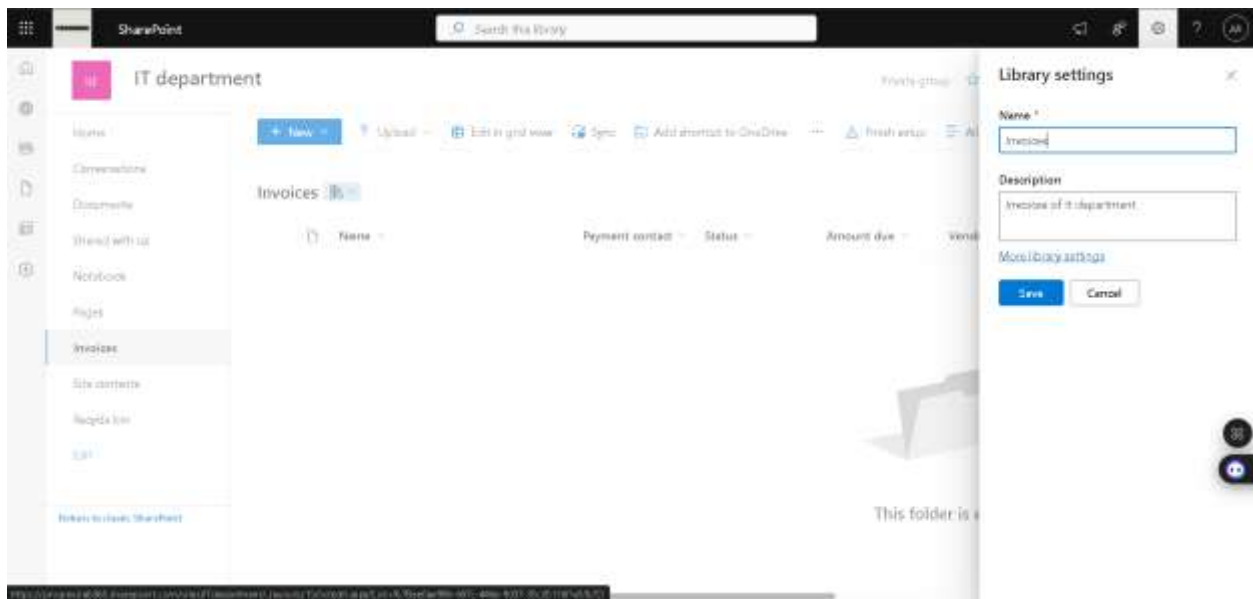 SharePoint
Search this library
?
IT department
Private group
Library settings
Name *
Invoices
Description
Invoices of it department
More library settings
Save
Cancel
+ New
Upload
Edit in grid view
Sync
Add shortcut to OneDrive
...
Finish setup
Home
Conversations
Documents
Shared with us
Notebook
Pages
Invoices
Site contents
Recycle bin
Edit
Return to classic SharePoint
Invoices
Name
Payment contact
Status
Amount due
This folder is